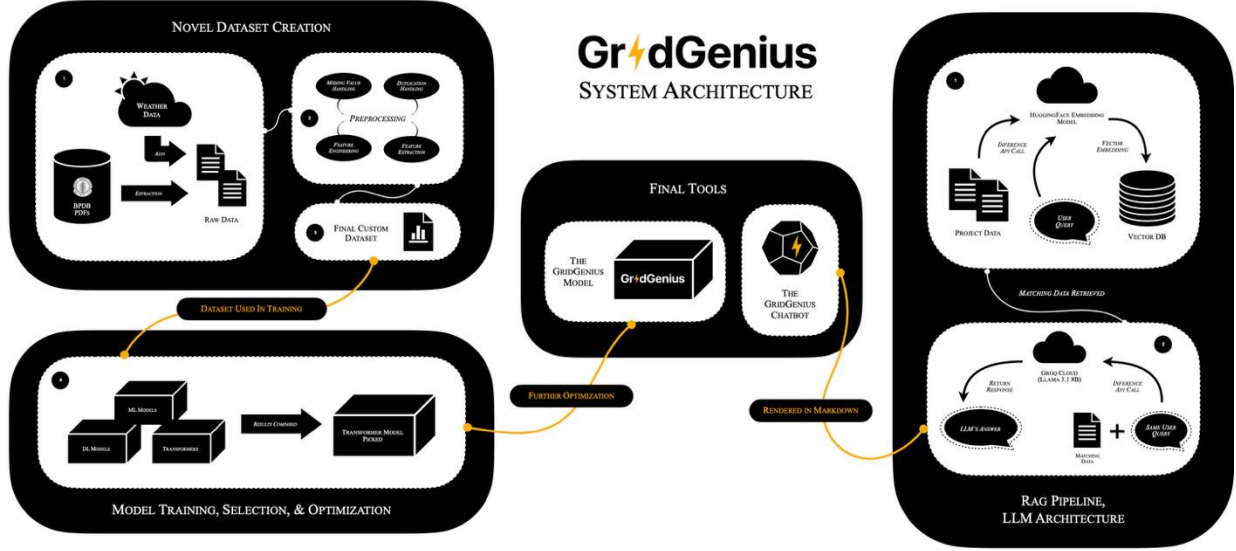 NOVEL DATASET CREATION
1
WEATHER
DATA
ADD
BPDB
PDFS
EXTRACTION
RAW DATA
2
MISSING VALUE
HANDLING
DUPLICATION
HANDLING
PREPROCESSING
FEATURE
ENGINEERING
FEATURE
EXTRACTION
3
FINAL CUSTOM
DATASET
DATASET USED IN TRAINING
4
ML MODELS
DL MODELS
TRANSFORMERS
RESULTS COMPARED
TRANSFORMER MODEL
PICKED
MODEL TRAINING, SELECTION, & OPTIMIZATION
GridGenius
SYSTEM ARCHITECTURE
FINAL TOOLS
THE
GRIDGENIUS
MODEL
GridGenius
THE
GRIDGENIUS
CHATBOT
FURTHER OPTIMIZATION
RENDERED IN MARKDOWN
1
HUGGINGFACE EMBEDDING
MODEL
INFERENCE
API CALL
VECTOR
EMBEDDING
PROJECT DATA
USER
QUERY
VECTOR DB
MATCHING DATA RETRIEVED
2
GROQ CLOUD
(LLAMA 3.1 8B)
RETURN
RESPONSE
INFERENCE
API CALL
LLM'S ANSWER
MATCHING
DATA
+
SAME USER
QUERY
RAG PIPELINE,
LLM ARCHITECTURE